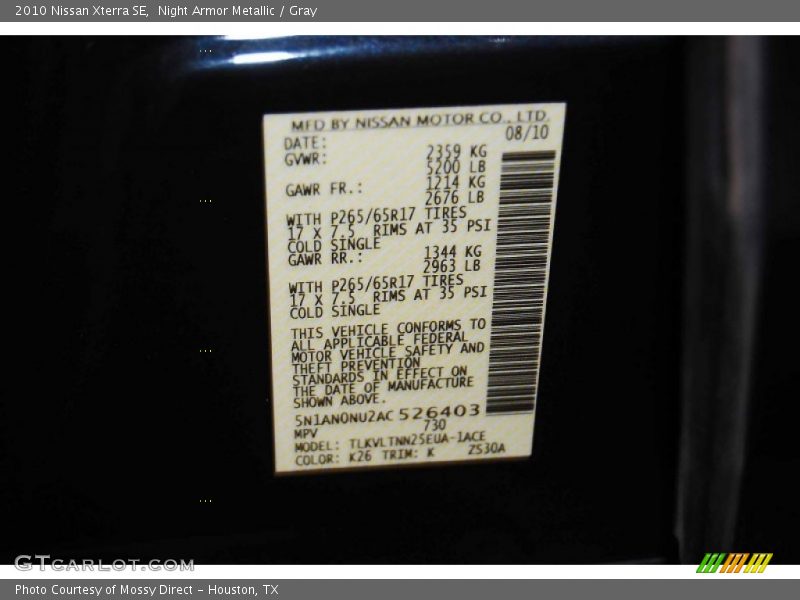 2010 Nissan Xterra SE,  Night Armor Metallic / Gray
MFD BY NISSAN MOTOR CO., LTD.
DATE: 08/10
GVWR: 2359 KG
5200 LB
GAWR FR.: 1214 KG
2676 LB
WITH P265/65R17 TIRES
17 X 7.5 RIMS AT 35 PSI
COLD SINGLE
GAWR RR.: 1344 KG
2963 LB
WITH P265/65R17 TIRES
17 X 7.5 RIMS AT 35 PSI
COLD SINGLE
THIS VEHICLE CONFORMS TO
ALL APPLICABLE FEDERAL
MOTOR VEHICLE SAFETY AND
THEFT PREVENTION
STANDARDS IN EFFECT ON
THE DATE OF MANUFACTURE
SHOWN ABOVE.
5N1AN0NU2AC 526403
MPV 730
MODEL: TLKVLTNN25EUA-1ACE
COLOR: K26 TRIM: K ZS30A
GTCARLOT.COM
Photo Courtesy of Mossy Direct – Houston, TX